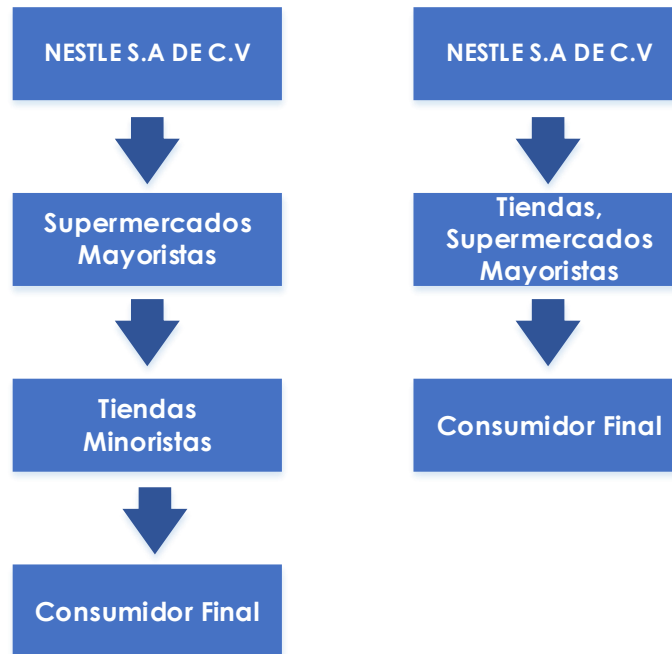 NESTLE S.A DE C.V
Supermercados
Mayoristas
Tiendas
Minoristas
Consumidor Final
NESTLE S.A DE C.V
Tiendas,
Supermercados
Mayoristas
Consumidor Final